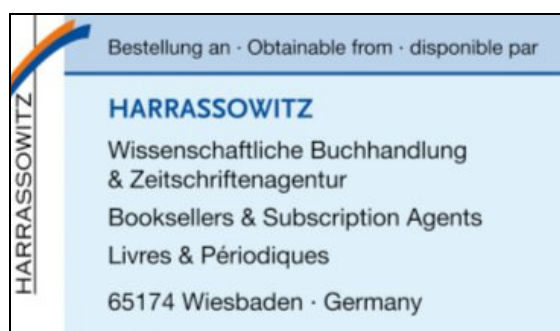 Bestellung an · Obtainable from · disponible par
HARRASSOWITZ
HARRASSOWITZ
Wissenschaftliche Buchhandlung
& Zeitschriftenagentur
Booksellers & Subscription Agents
Livres & Périodiques
65174 Wiesbaden · Germany